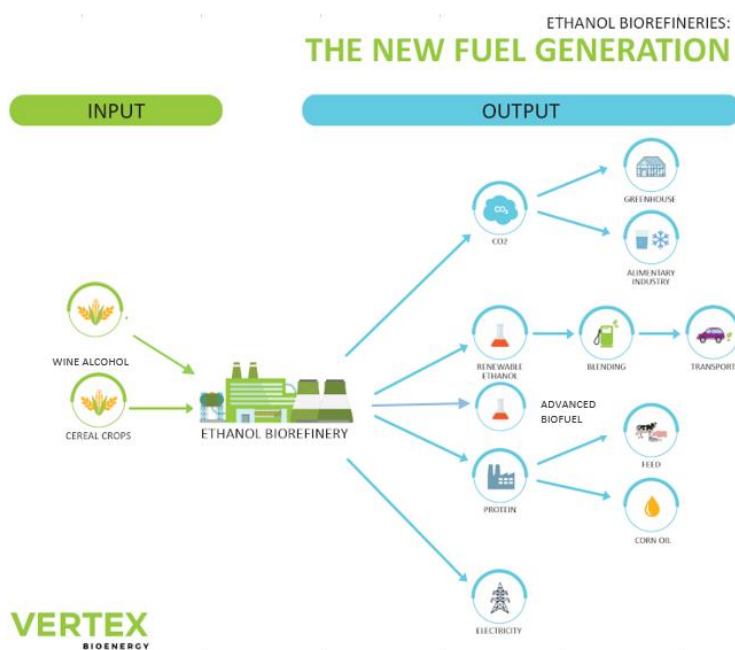 ETHANOL BIOREFINERIES:
THE NEW FUEL GENERATION
INPUT
OUTPUT
CO2
CO2
GREENHOUSE
ALIMENTARY
INDUSTRY
WINE ALCOHOL
CEREAL CROPS
ETHANOL BIOREFINERY
RENEWABLE
ETHANOL
BLENDING
TRANSPORT
ADVANCED
BIOFUEL
PROTEIN
FEED
CORN OIL
ELECTRICITY
VERTEX
BIOENERGY